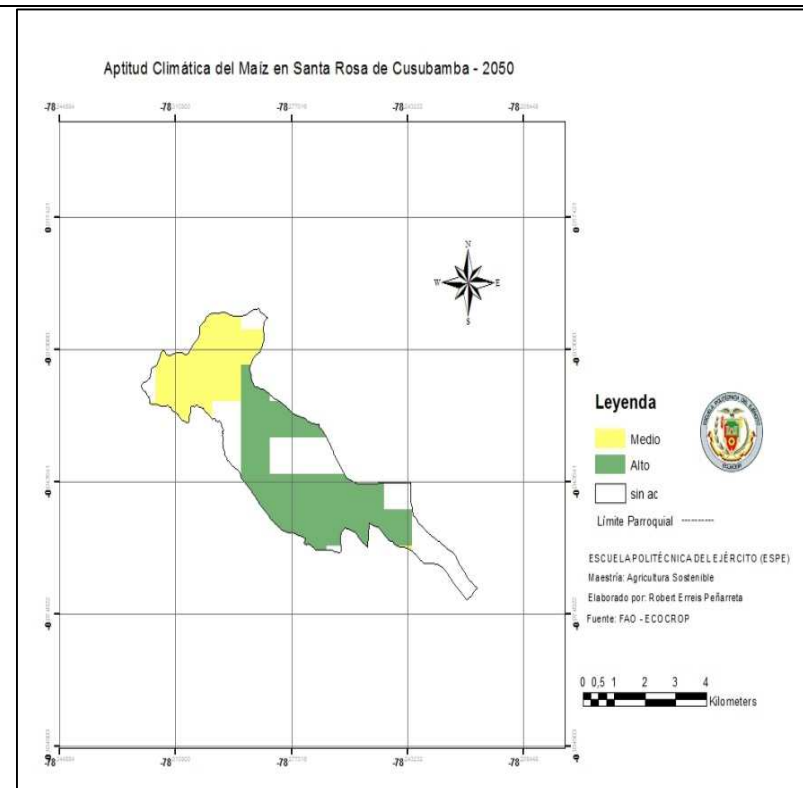 Aptitud Climática del Maíz en Santa Rosa de Cusubamba - 2050
-78 -78 -78 -78 -78
N
W E
S
Leyenda
Medio
Alto
sin ac
Límite Parroquial ---------
ESCUELA POLITÉCNICA DEL EJÉRCITO (ESPE)
Maestría: Agricultura Sostenible
Elaborado por: Robert Erreis Peñarreta
Fuente: FAO - ECOCROP
0 0,5 1 2 3 4
Kilometers
-78 -78 -78 -78 -78